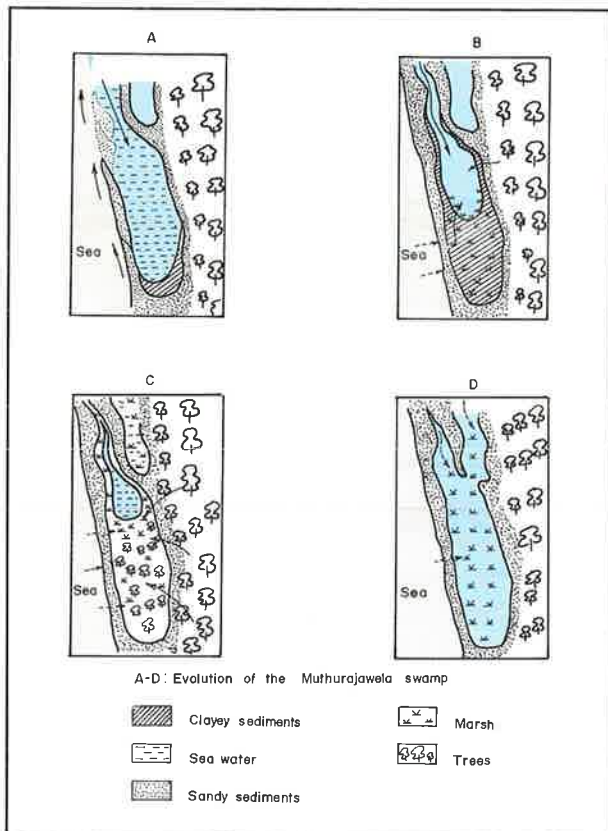 A
B
Sea
Sea
C
D
Sea
Sea
A-D: Evolution of the Muthurajawela swamp
Clayey sediments
Marsh
Sea water
Trees
Sandy sediments